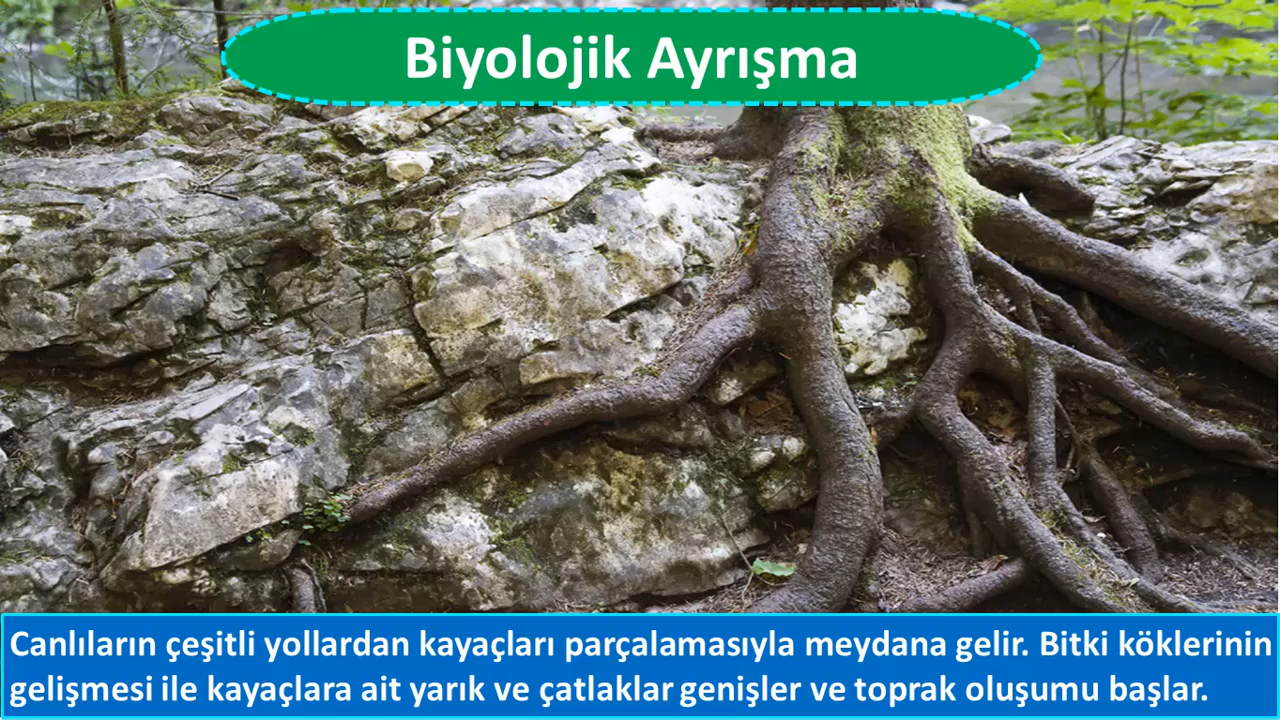 Biyolojik Ayrışma
Canlıların çeşitli yollardan kayaçları parçalamasıyla meydana gelir. Bitki köklerinin
gelişmesi ile kayaçlara ait yarık ve çatlaklar genişler ve toprak oluşumu başlar.